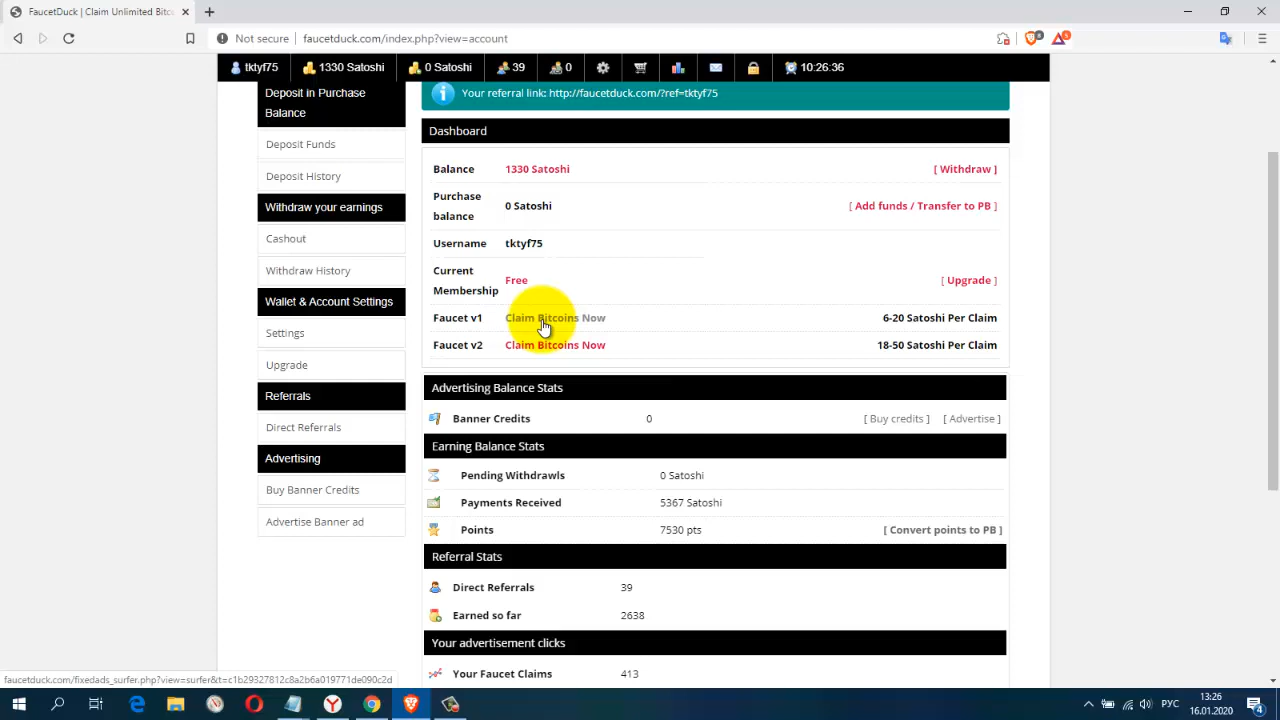 FaucetDuck | Claim Unlimited Bitc
Not secure faucetduck.com/index.php?view=account
tktyf75 1330 Satoshi 0 Satoshi 39 0 10:26:36
Deposit in Purchase
Balance
Deposit Funds
Deposit History
Withdraw your earnings
Cashout
Withdraw History
Wallet & Account Settings
Settings
Upgrade
Referrals
Direct Referrals
Advertising
Buy Banner Credits
Advertise Banner ad
Your referral link: http://faucetduck.com/?ref=tktyf75
Dashboard
Balance 1330 Satoshi [ Withdraw ]
Purchase
balance 0 Satoshi [ Add funds / Transfer to PB ]
Username tktyf75
Current
Membership Free [ Upgrade ]
Faucet v1 Claim Bitcoins Now 6-20 Satoshi Per Claim
Faucet v2 Claim Bitcoins Now 18-50 Satoshi Per Claim
Advertising Balance Stats
Banner Credits 0 [ Buy credits ] [ Advertise ]
Earning Balance Stats
Pending Withdrawls 0 Satoshi
Payments Received 5367 Satoshi
Points 7530 pts [ Convert points to PB ]
Referral Stats
Direct Referrals 39
Earned so far 2638
Your advertisement clicks
Your Faucet Claims 413
faucetduck.com/fixedads_surfer.php?view=surfer&t=c1b29327812c8a2b6a019771de090c2d
РУС 13:26
16.01.2020